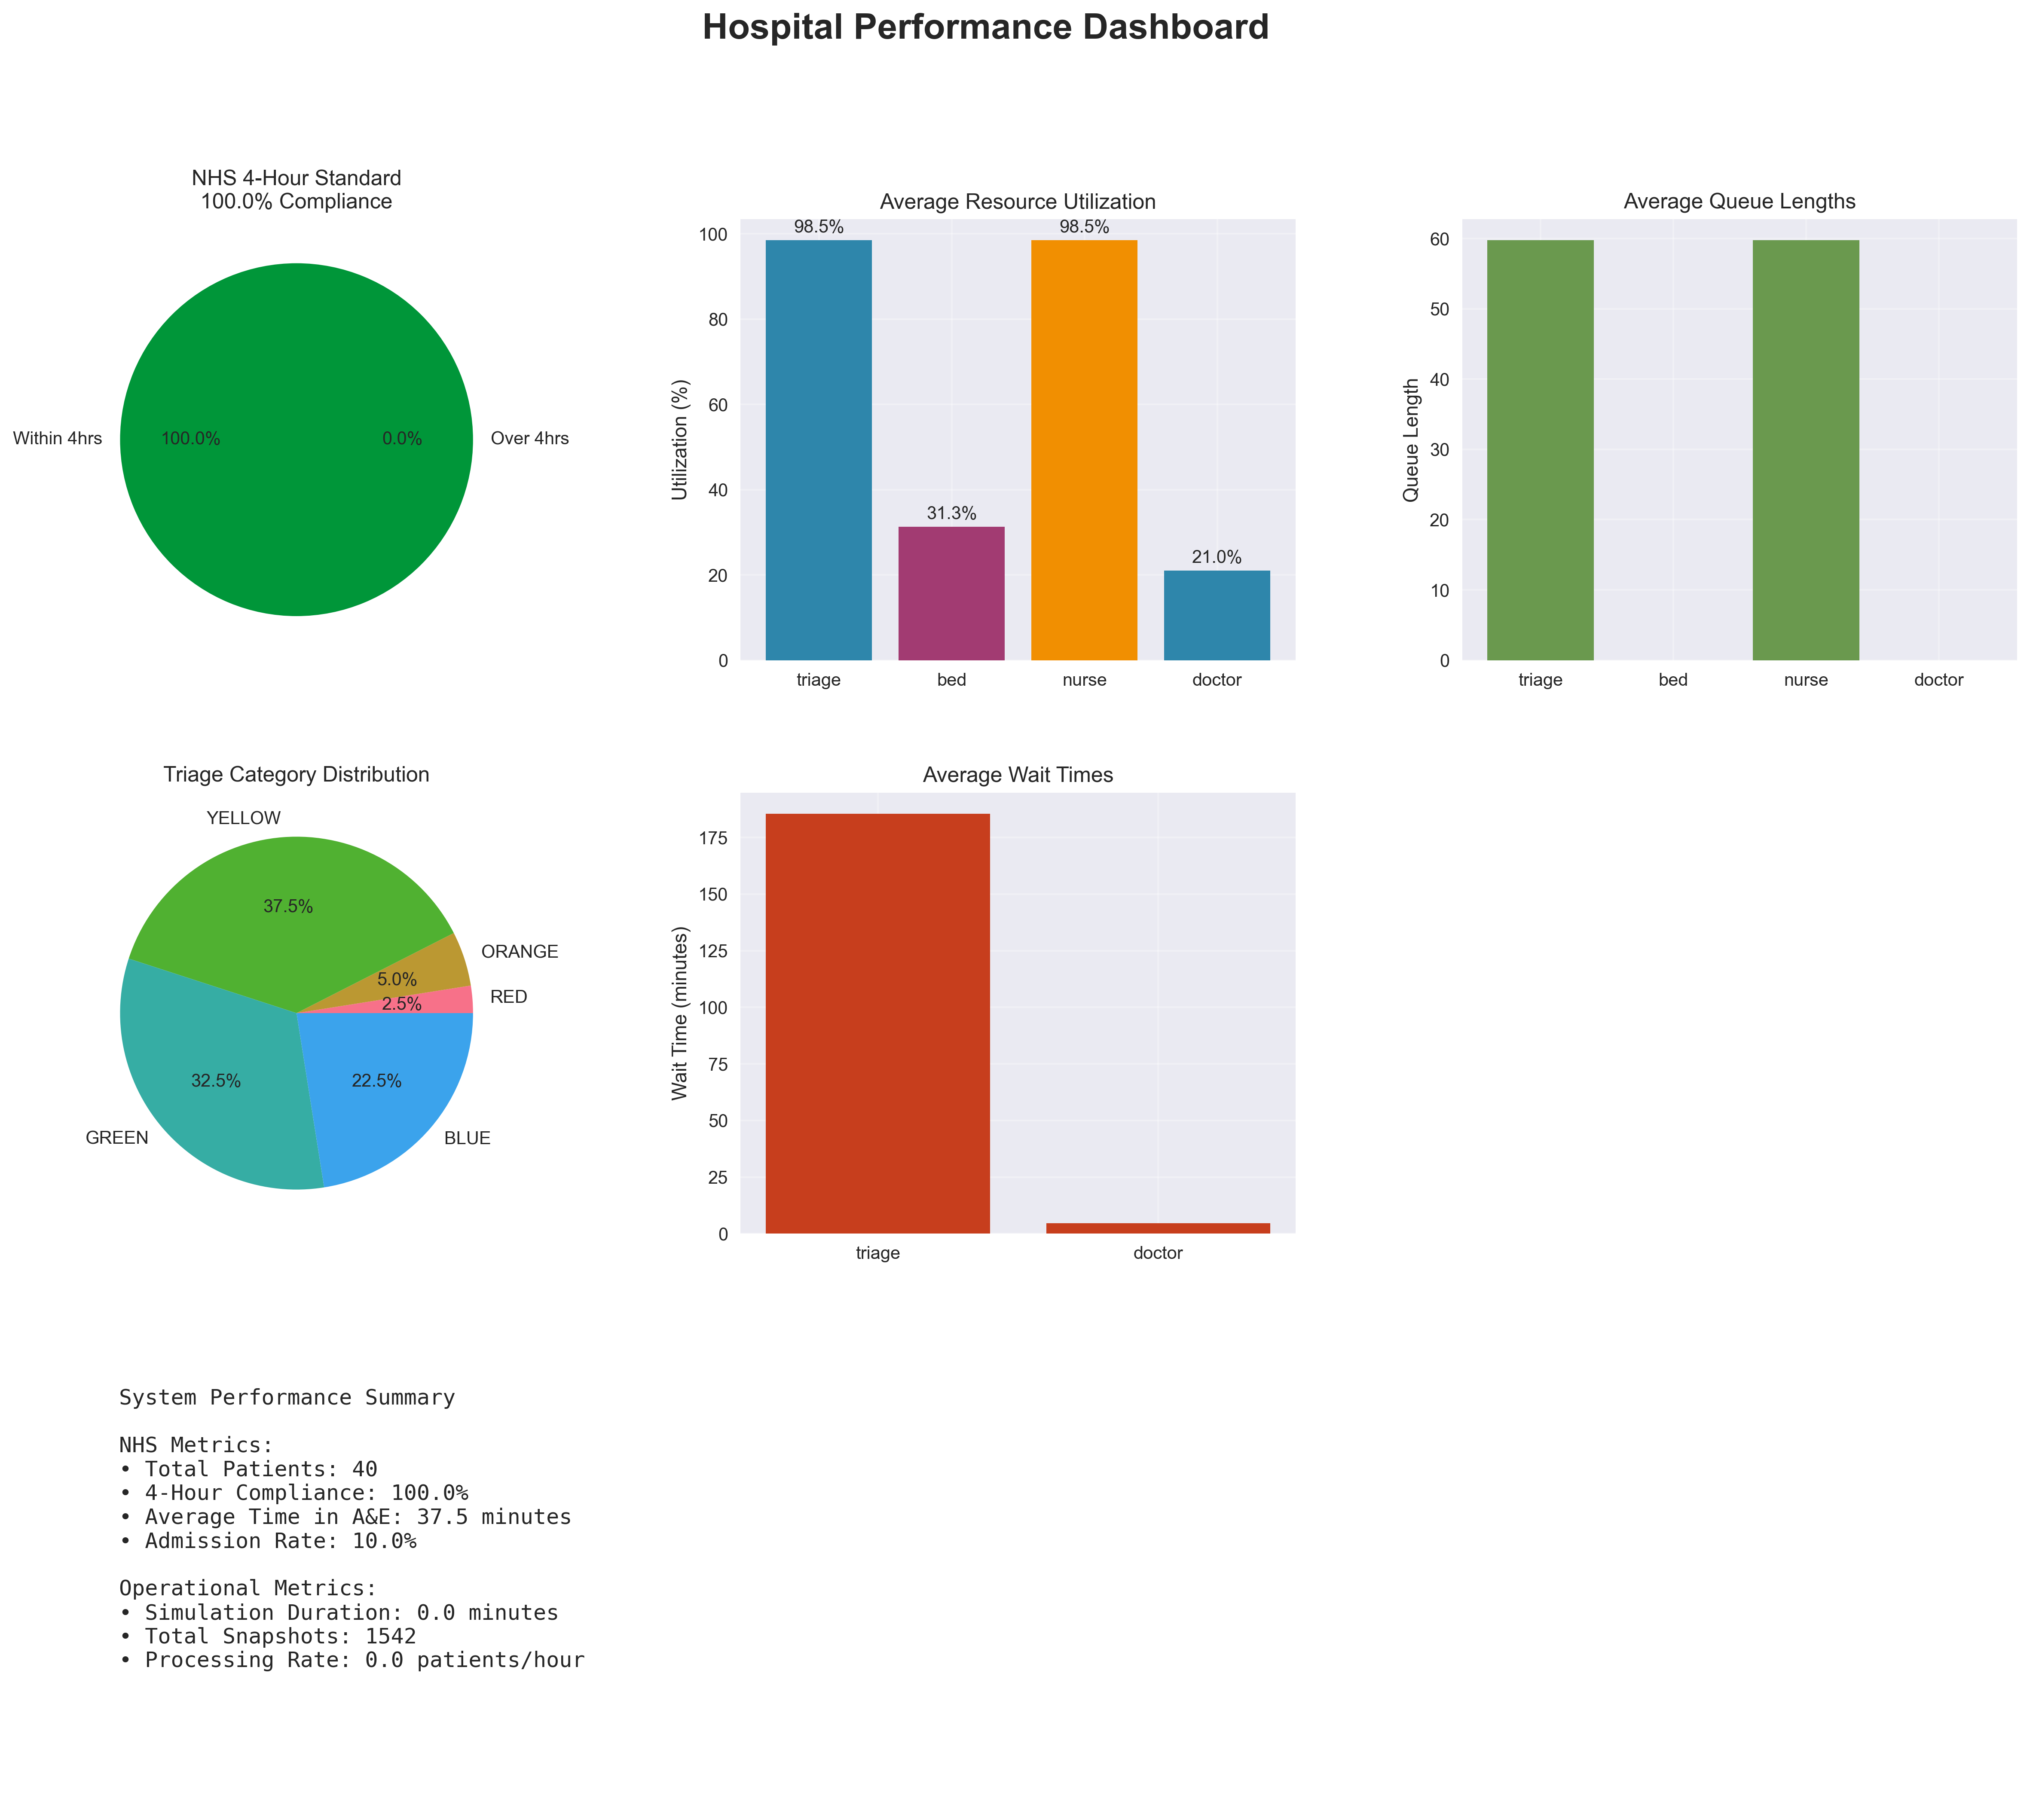 Hospital Performance Dashboard
NHS 4-Hour Standard
100.0% Compliance
Within 4hrs
100.0%
0.0%
Over 4hrs
Average Resource Utilization
Utilization (%)
100
80
60
40
20
0
98.5%
31.3%
98.5%
21.0%
triage
bed
nurse
doctor
Average Queue Lengths
Queue Length
60
50
40
30
20
10
0
triage
bed
nurse
doctor
Triage Category Distribution
YELLOW
37.5%
ORANGE
5.0%
RED
2.5%
32.5%
22.5%
GREEN
BLUE
Average Wait Times
Wait Time (minutes)
175
150
125
100
75
50
25
0
triage
doctor
System Performance Summary
NHS Metrics:
• Total Patients: 40
• 4-Hour Compliance: 100.0%
• Average Time in A&E: 37.5 minutes
• Admission Rate: 10.0%
Operational Metrics:
• Simulation Duration: 0.0 minutes
• Total Snapshots: 1542
• Processing Rate: 0.0 patients/hour